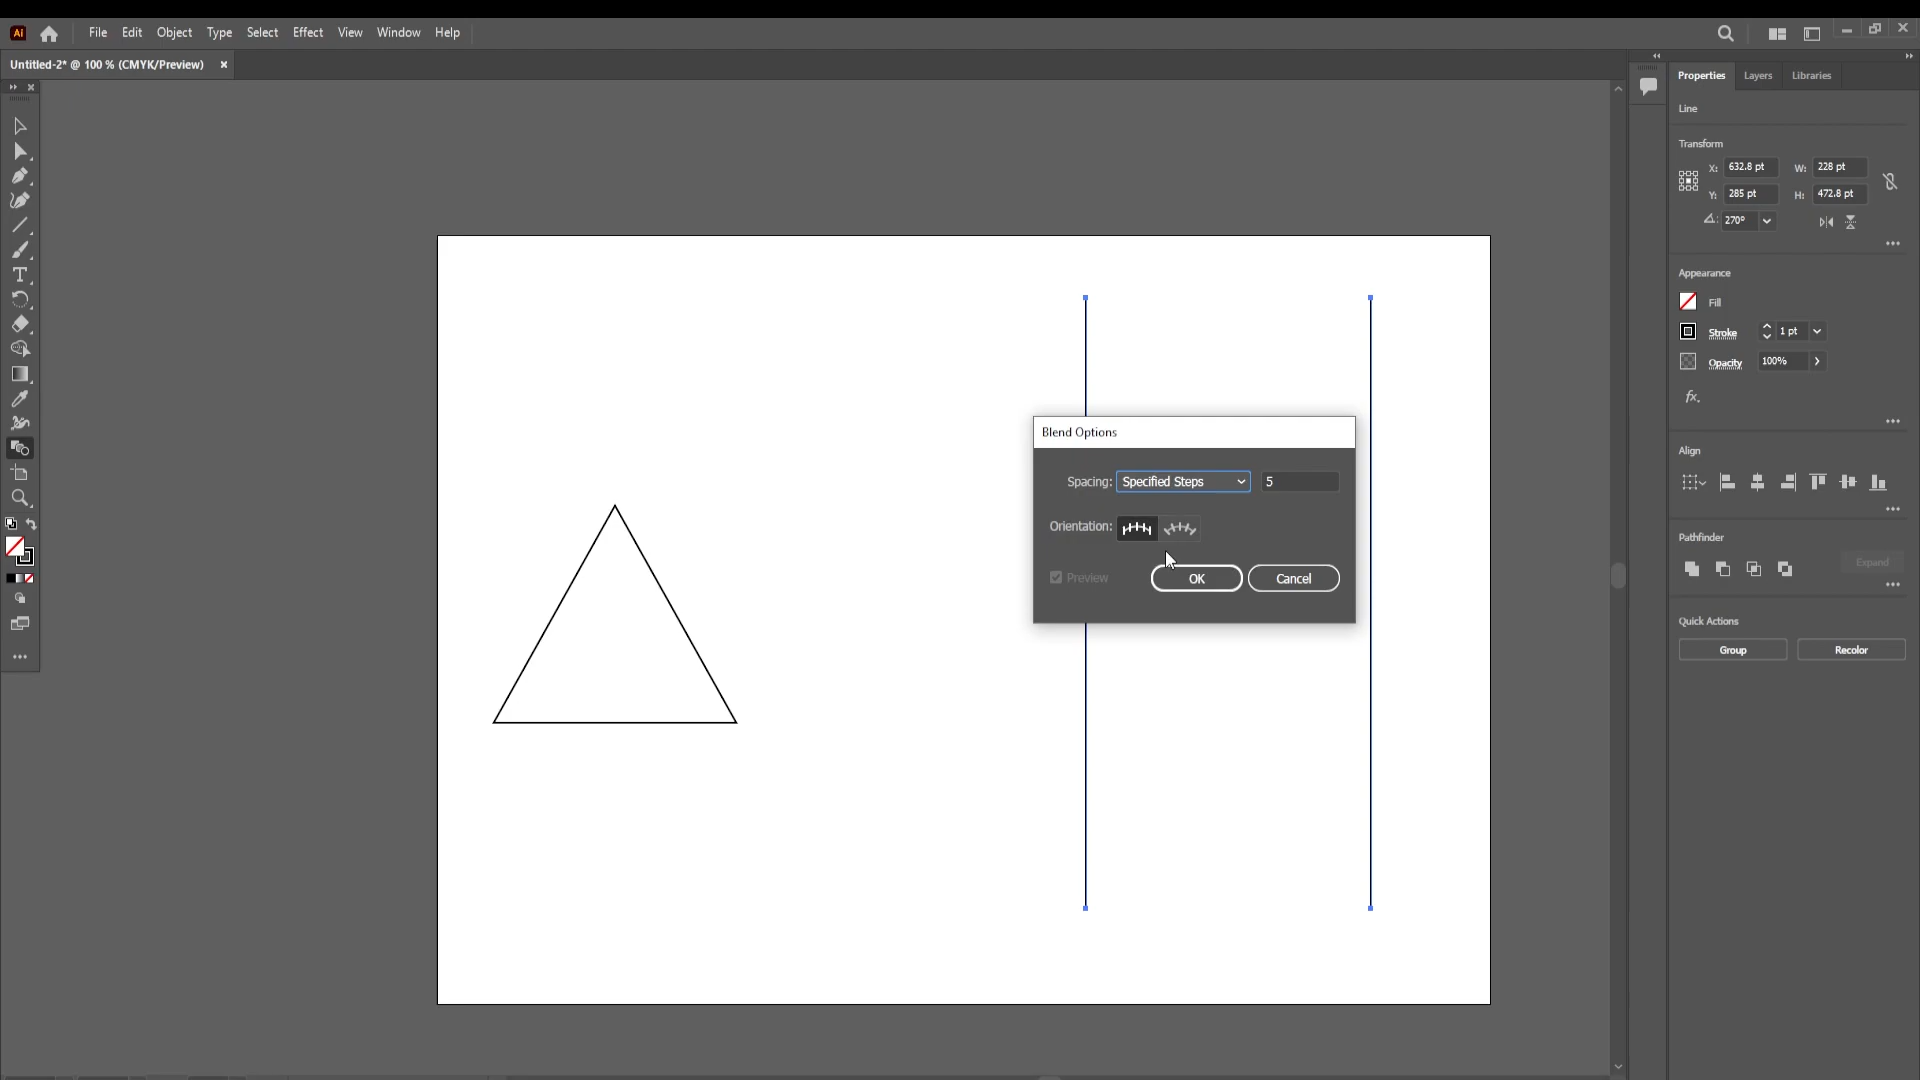 Ai File Edit Object Type Select Effect View Window Help
Untitled-2* @ 100 % (CMYK/Preview)
Properties Layers Libraries
Line
Transform
X: 632.8 pt W: 228 pt
Y: 285 pt H: 472.8 pt
270°
Appearance
Fill
Stroke 1 pt
Opacity 100%
fx.
Align
Pathfinder
Expand
Quick Actions
Group Recolor
Blend Options
Spacing: Specified Steps 5
Orientation:
Preview OK Cancel